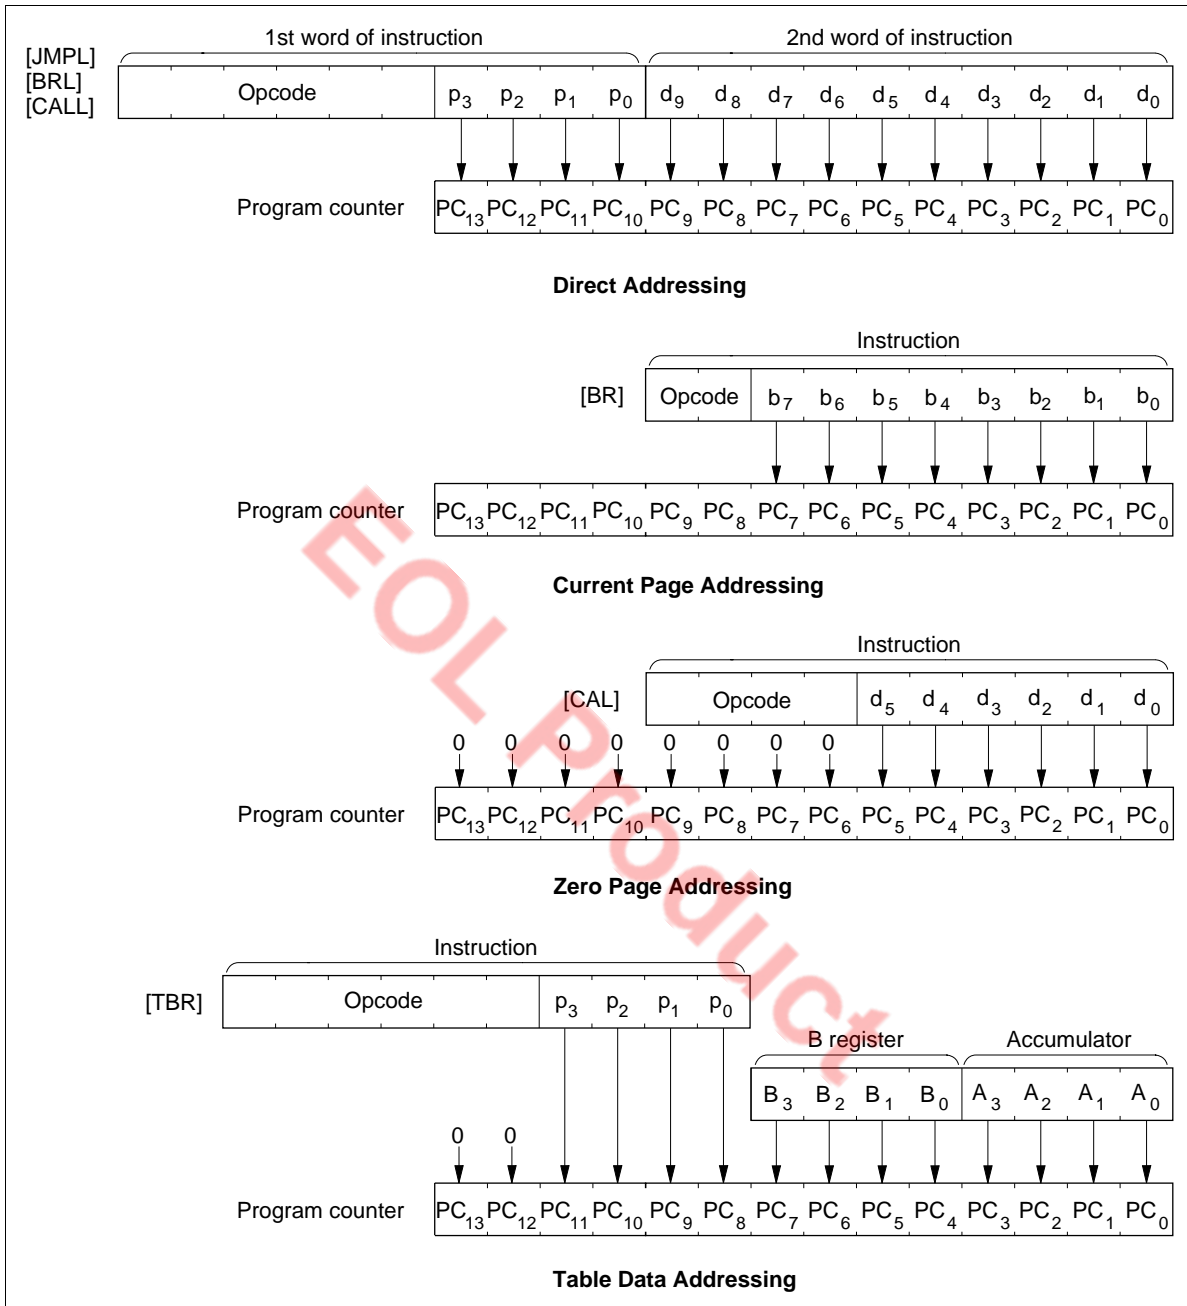 1st word of instruction 2nd word of instruction
[JMPL]
[BRL]
[CALL]
Opcode p3 p2 p1 p0 d9 d8 d7 d6 d5 d4 d3 d2 d1 d0
Program counter PC13 PC12 PC11 PC10 PC9 PC8 PC7 PC6 PC5 PC4 PC3 PC2 PC1 PC0
Direct Addressing
Instruction
[BR] Opcode b7 b6 b5 b4 b3 b2 b1 b0
Program counter PC13 PC12 PC11 PC10 PC9 PC8 PC7 PC6 PC5 PC4 PC3 PC2 PC1 PC0
Current Page Addressing
Instruction
[CAL] Opcode d5 d4 d3 d2 d1 d0
0 0 0 0 0 0 0 0
Program counter PC13 PC12 PC11 PC10 PC9 PC8 PC7 PC6 PC5 PC4 PC3 PC2 PC1 PC0
Zero Page Addressing
Instruction
[TBR] Opcode p3 p2 p1 p0
B register Accumulator
B3 B2 B1 B0 A3 A2 A1 A0
0 0
Program counter PC13 PC12 PC11 PC10 PC9 PC8 PC7 PC6 PC5 PC4 PC3 PC2 PC1 PC0
Table Data Addressing
EOL Product